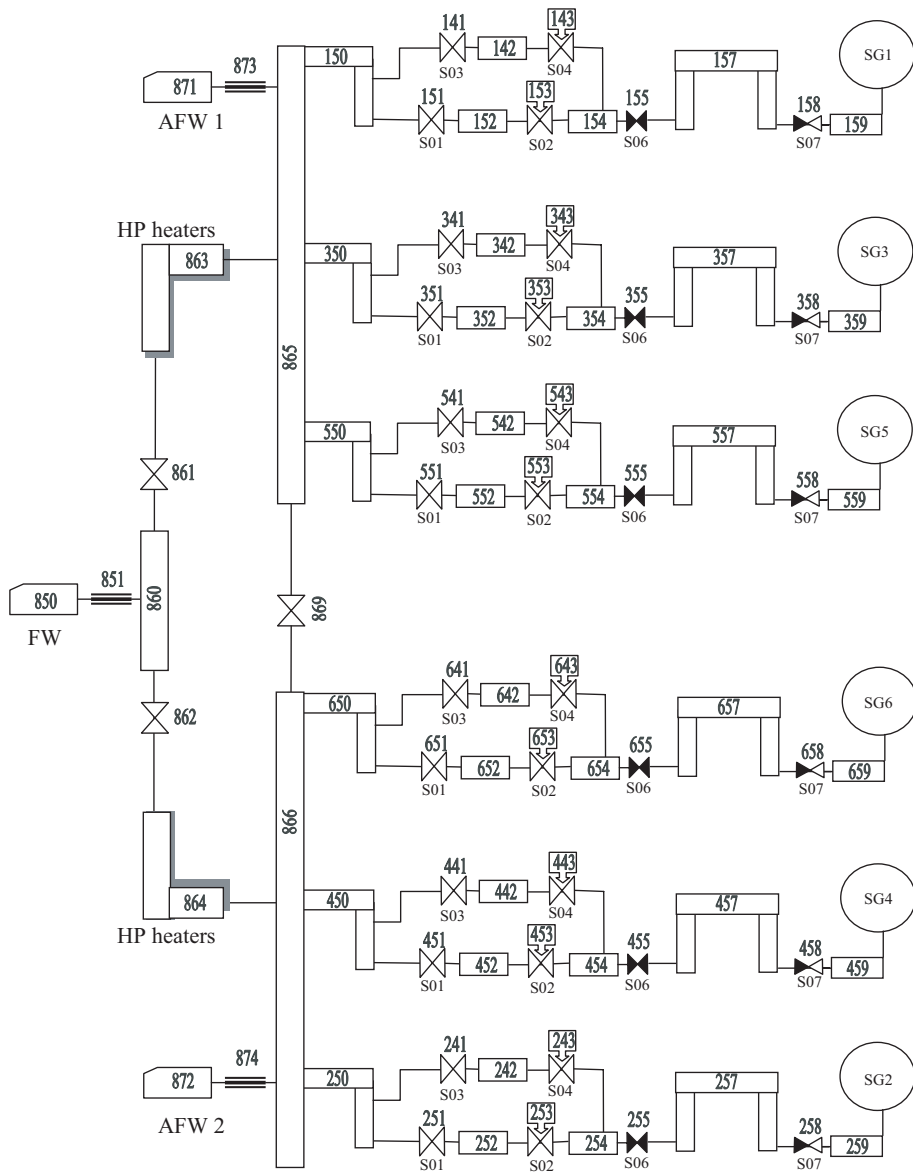 141 143
873 150 142 157 SG1
871 S03 S04
AFW 1 151 153 155 158
152 154 159
S01 S02 S06 S07
HP heaters 341 343
863 350 342 357 SG3
S03 S04
351 353 355 358
352 354 359
S01 S02 S06 S07
865
541 543
550 542 557 SG5
861 S03 S04
551 553 555 558
552 554 559
S01 S02 S06 S07
851
850 860 869
FW
641 643
650 642 657 SG6
862 S03 S04
651 653 655 658
652 654 659
S01 S02 S06 S07
866
441 443
864 450 442 457 SG4
HP heaters S03 S04
451 453 455 458
452 454 459
S01 S02 S06 S07
241 243
874 250 242 257 SG2
872 S03 S04
AFW 2 251 253 255 258
252 254 259
S01 S02 S06 S07